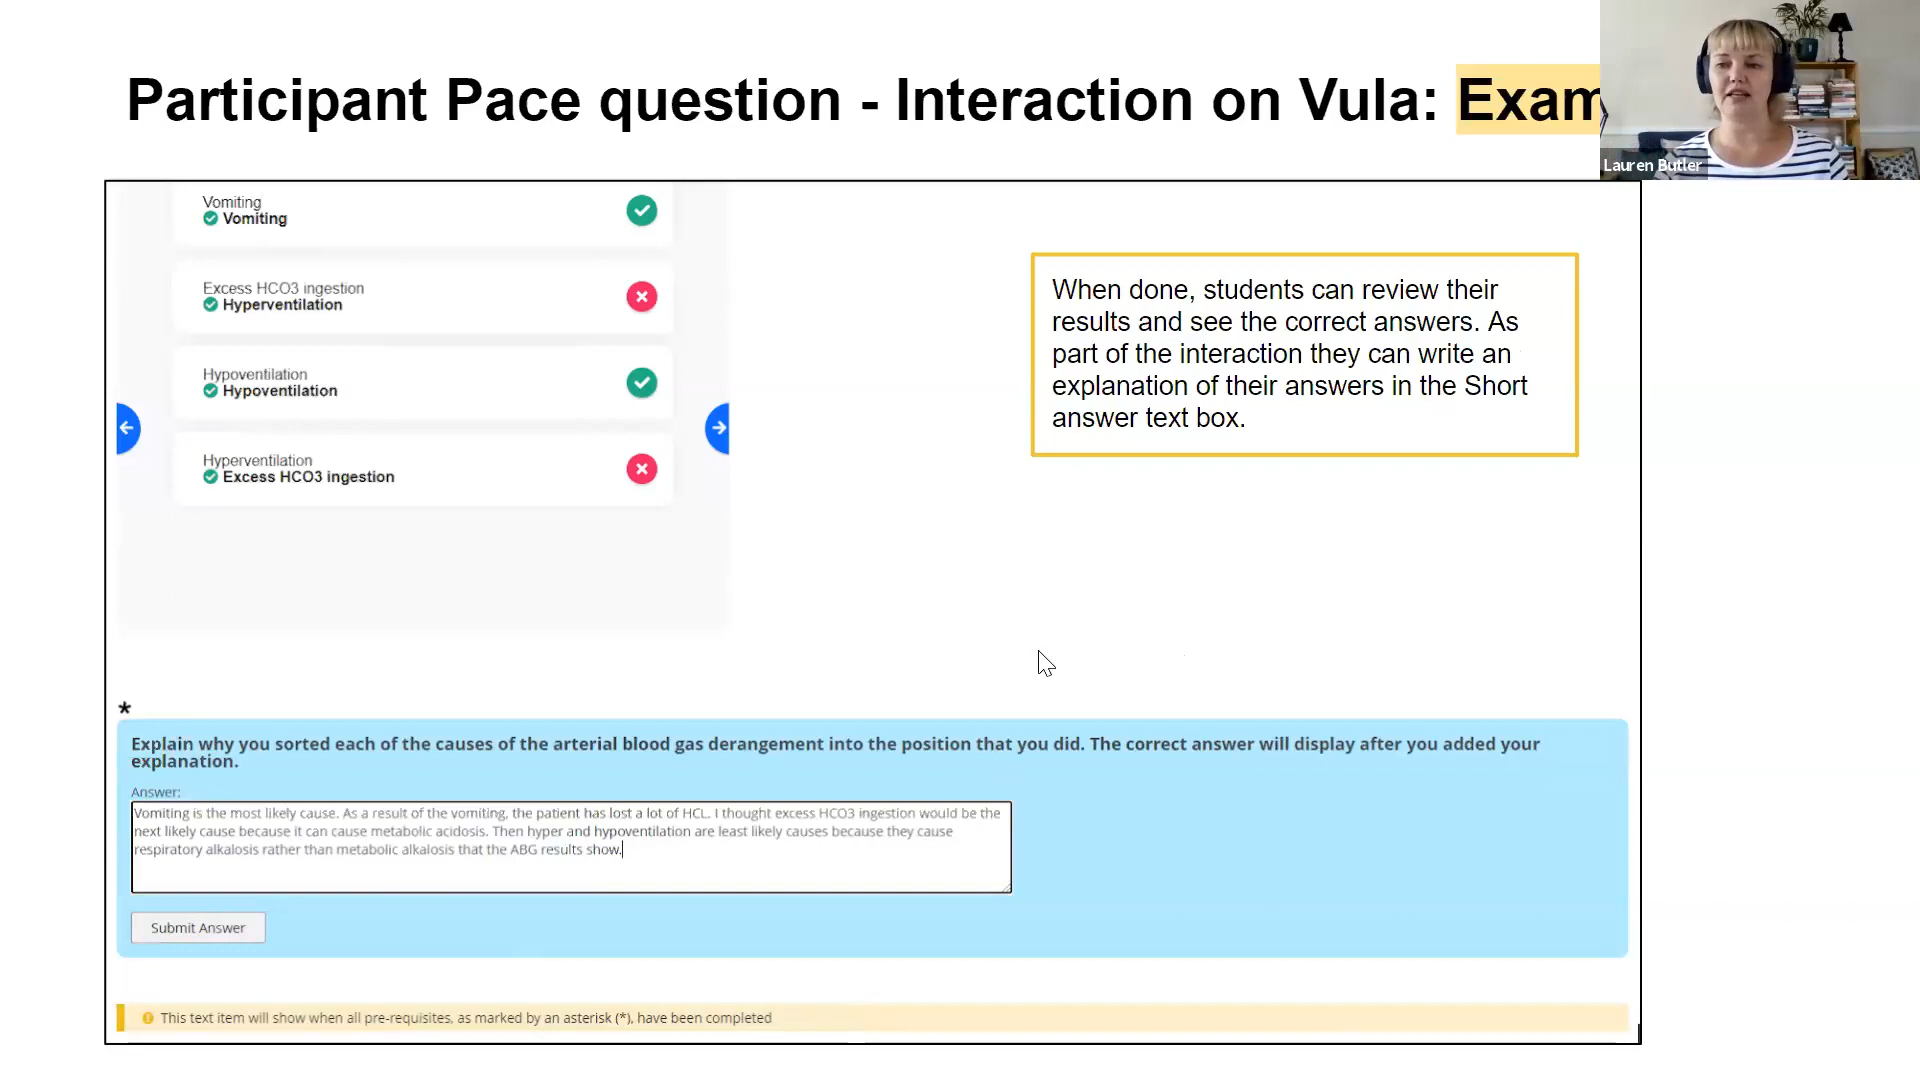 Participant Pace question - Interaction on Vula: Exam
Lauren Butler
Vomiting
Vomiting
Excess HCO3 ingestion
Hyperventilation
Hypoventilation
Hypoventilation
Hyperventilation
Excess HCO3 ingestion
When done, students can review their
results and see the correct answers. As
part of the interaction they can write an
explanation of their answers in the Short
answer text box.
*
Explain why you sorted each of the causes of the arterial blood gas derangement into the position that you did. The correct answer will display after you added your
explanation.
Answer:
Vomiting is the most likely cause. As a result of the vomiting, the patient has lost a lot of HCL. I thought excess HCO3 ingestion would be the
next likely cause because it can cause metabolic acidosis. Then hyper and hypoventilation are least likely causes because they cause
respiratory alkalosis rather than metabolic alkalosis that the ABG results show.
Submit Answer
This text item will show when all pre-requisites, as marked by an asterisk (*), have been completed